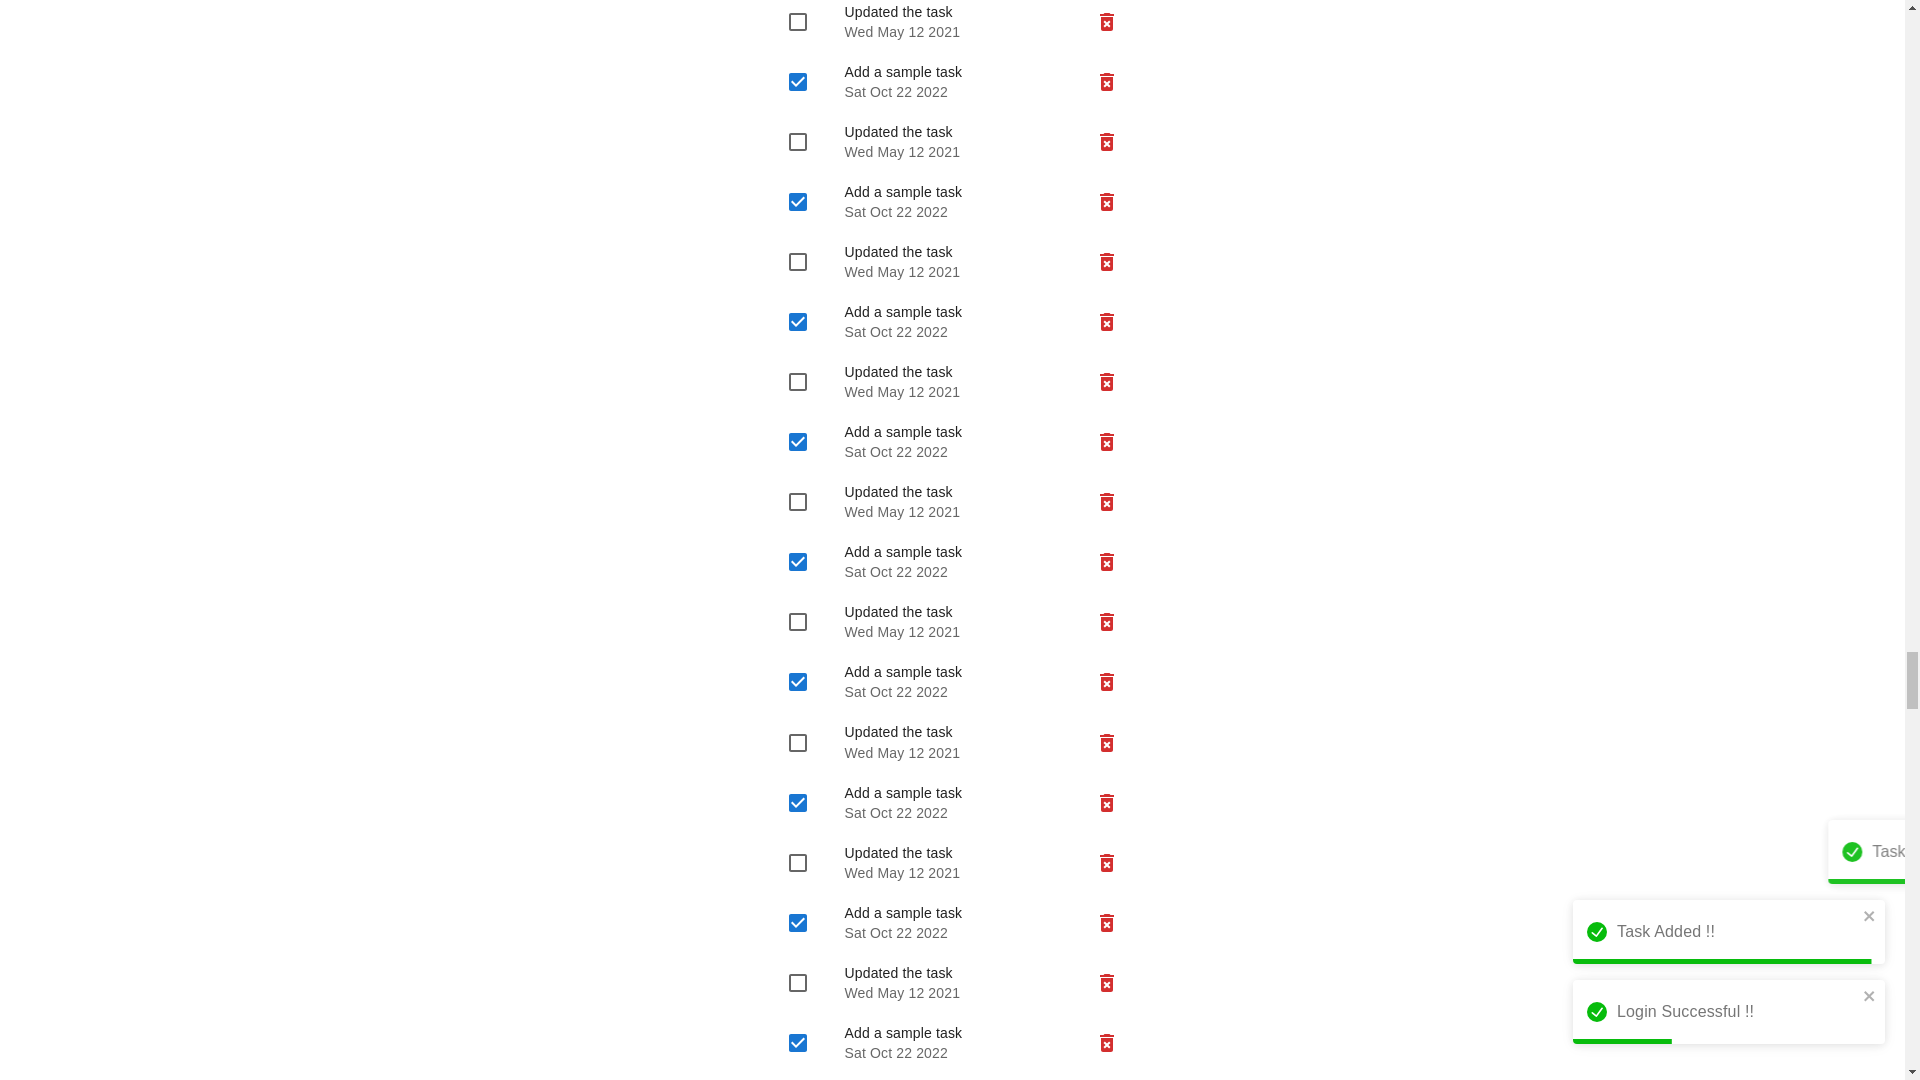 Updated the task
Wed May 12 2021
Add a sample task
Sat Oct 22 2022
Updated the task
Wed May 12 2021
Add a sample task
Sat Oct 22 2022
Updated the task
Wed May 12 2021
Add a sample task
Sat Oct 22 2022
Updated the task
Wed May 12 2021
Add a sample task
Sat Oct 22 2022
Updated the task
Wed May 12 2021
Add a sample task
Sat Oct 22 2022
Updated the task
Wed May 12 2021
Add a sample task
Sat Oct 22 2022
Updated the task
Wed May 12 2021
Add a sample task
Sat Oct 22 2022
Updated the task
Wed May 12 2021
Add a sample task
Sat Oct 22 2022
Updated the task
Wed May 12 2021
Add a sample task
Sat Oct 22 2022
Task
Task Added !!
Login Successful !!